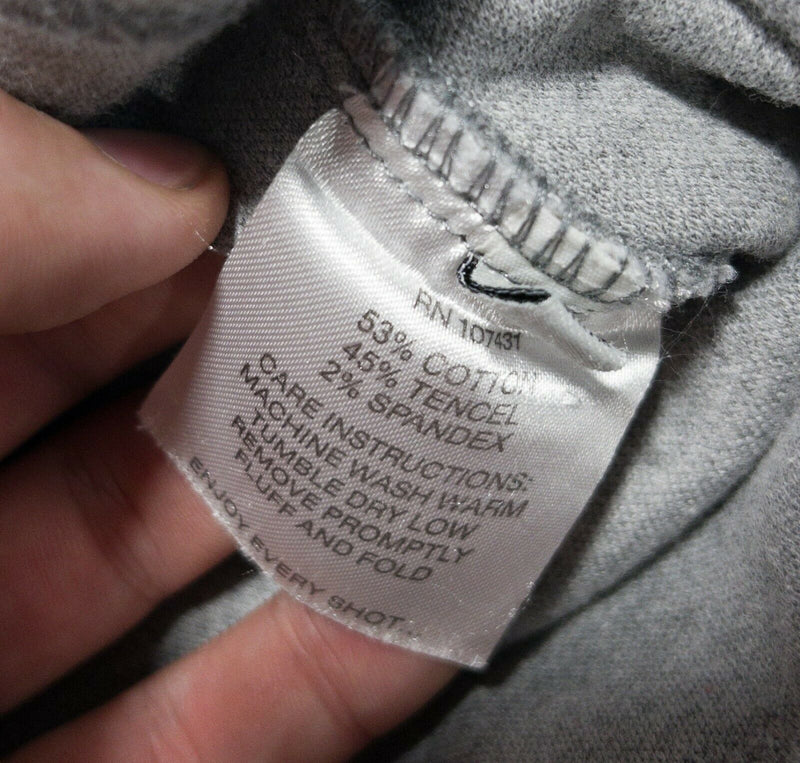 RN 107431
53% COTTON
45% TENCEL
2% SPANDEX
CARE INSTRUCTIONS:
MACHINE WASH WARM
TUMBLE DRY LOW
REMOVE PROMPTLY
FLUFF AND FOLD
ENJOY EVERY SHOT...